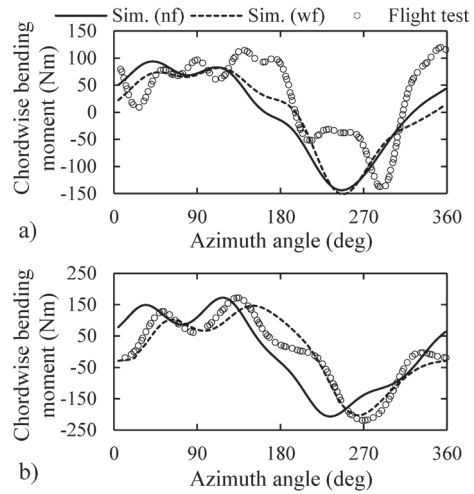 Sim. (nf) Sim. (wf) Flight test
Chordwise bending
moment (Nm)
150
100
50
0
-50
-100
-150
0 90 180 270 360
Azimuth angle (deg)
a)
Chordwise bending
moment (Nm)
250
150
50
-50
-150
-250
0 90 180 270 360
Azimuth angle (deg)
b)